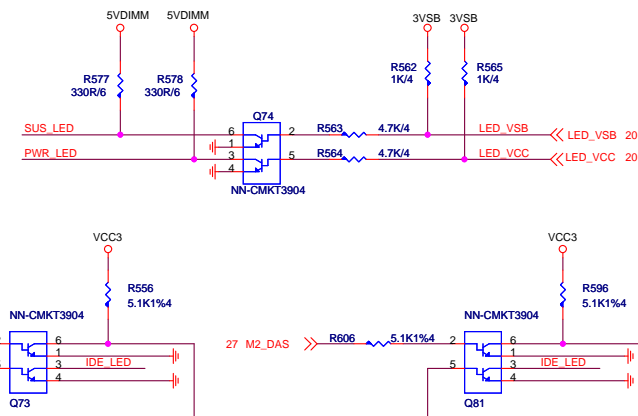 5VDIMM 5VDIMM 3VSB 3VSB
R577 330R/6
R578 330R/6
R562 1K/4
R565 1K/4
Q74
SUS_LED 6 2 R563 4.7K/4 LED_VSB LED_VSB 20
1
PWR_LED 3 5 R564 4.7K/4 LED_VCC LED_VCC 20
4
NN-CMKT3904
VCC3 VCC3
R556 5.1K1%4
R596 5.1K1%4
NN-CMKT3904 NN-CMKT3904
6 27 M2_DAS R606 5.1K1%4 2 6
1 1
3 IDE_LED 5 3 IDE_LED
4 4
Q73 Q81